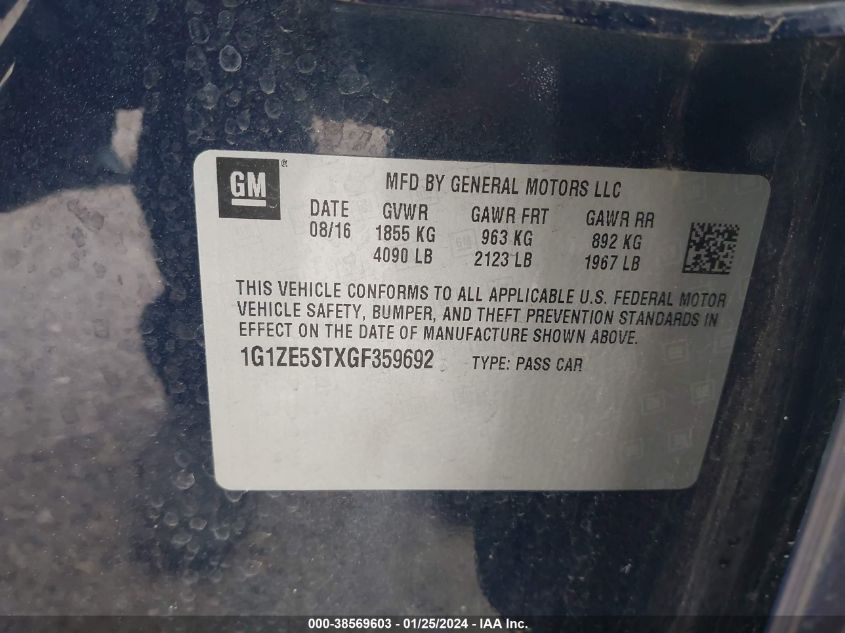 GM ®
MFD BY GENERAL MOTORS LLC
DATE GVWR GAWR FRT GAWR RR
08/16 1855 KG 963 KG 892 KG
4090 LB 2123 LB 1967 LB
THIS VEHICLE CONFORMS TO ALL APPLICABLE U.S. FEDERAL MOTOR
VEHICLE SAFETY, BUMPER, AND THEFT PREVENTION STANDARDS IN
EFFECT ON THE DATE OF MANUFACTURE SHOWN ABOVE.
1G1ZE5STXGF359692 TYPE: PASS CAR
000-38569603 - 01/25/2024 - IAA Inc.